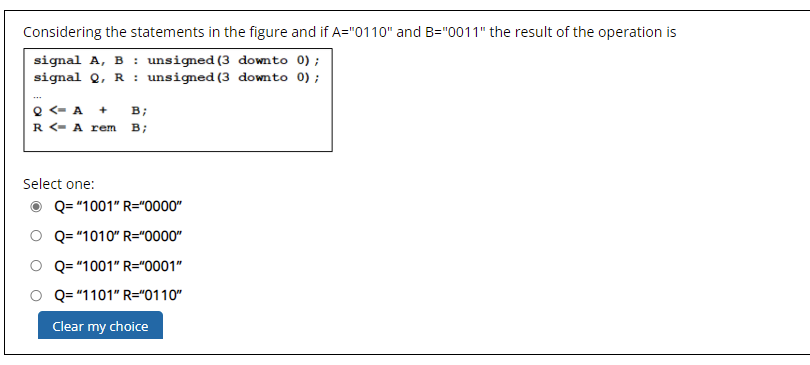 Considering the statements in the figure and if A="0110" and B="0011" the result of the operation is
signal A, B : unsigned(3 downto 0);
signal Q, R : unsigned(3 downto 0);
...
Q <= A + B;
R <= A rem B;
Select one:
Q= “1001” R=“0000”
Q= “1010” R=“0000”
Q= “1001” R=“0001”
Q= “1101” R=“0110”
Clear my choice